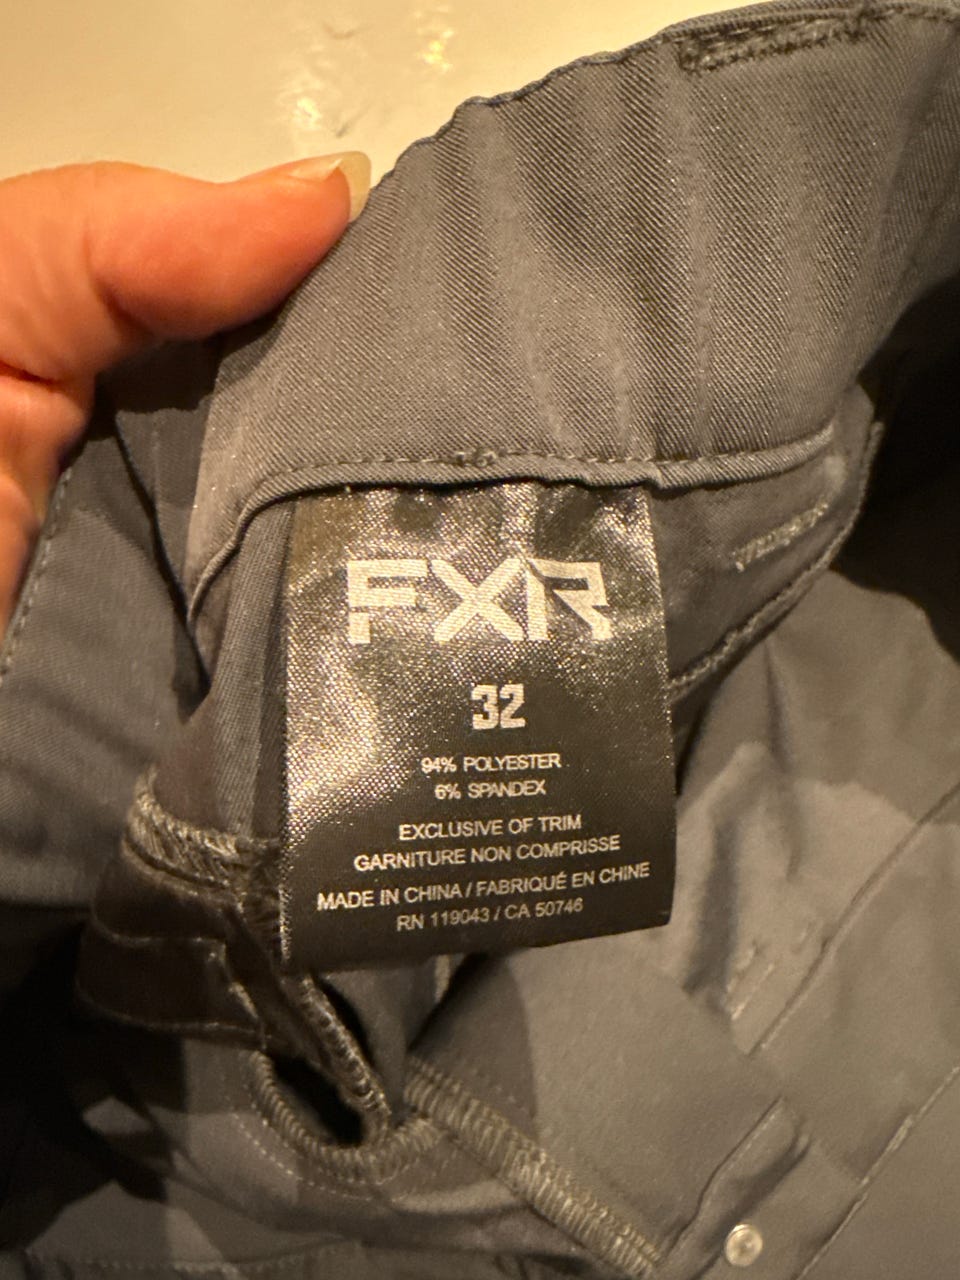 FXR
32
94% POLYESTER
6% SPANDEX
EXCLUSIVE OF TRIM
GARNITURE NON COMPRISSE
MADE IN CHINA / FABRIQUÉ EN CHINE
RN 119043 / CA 50746